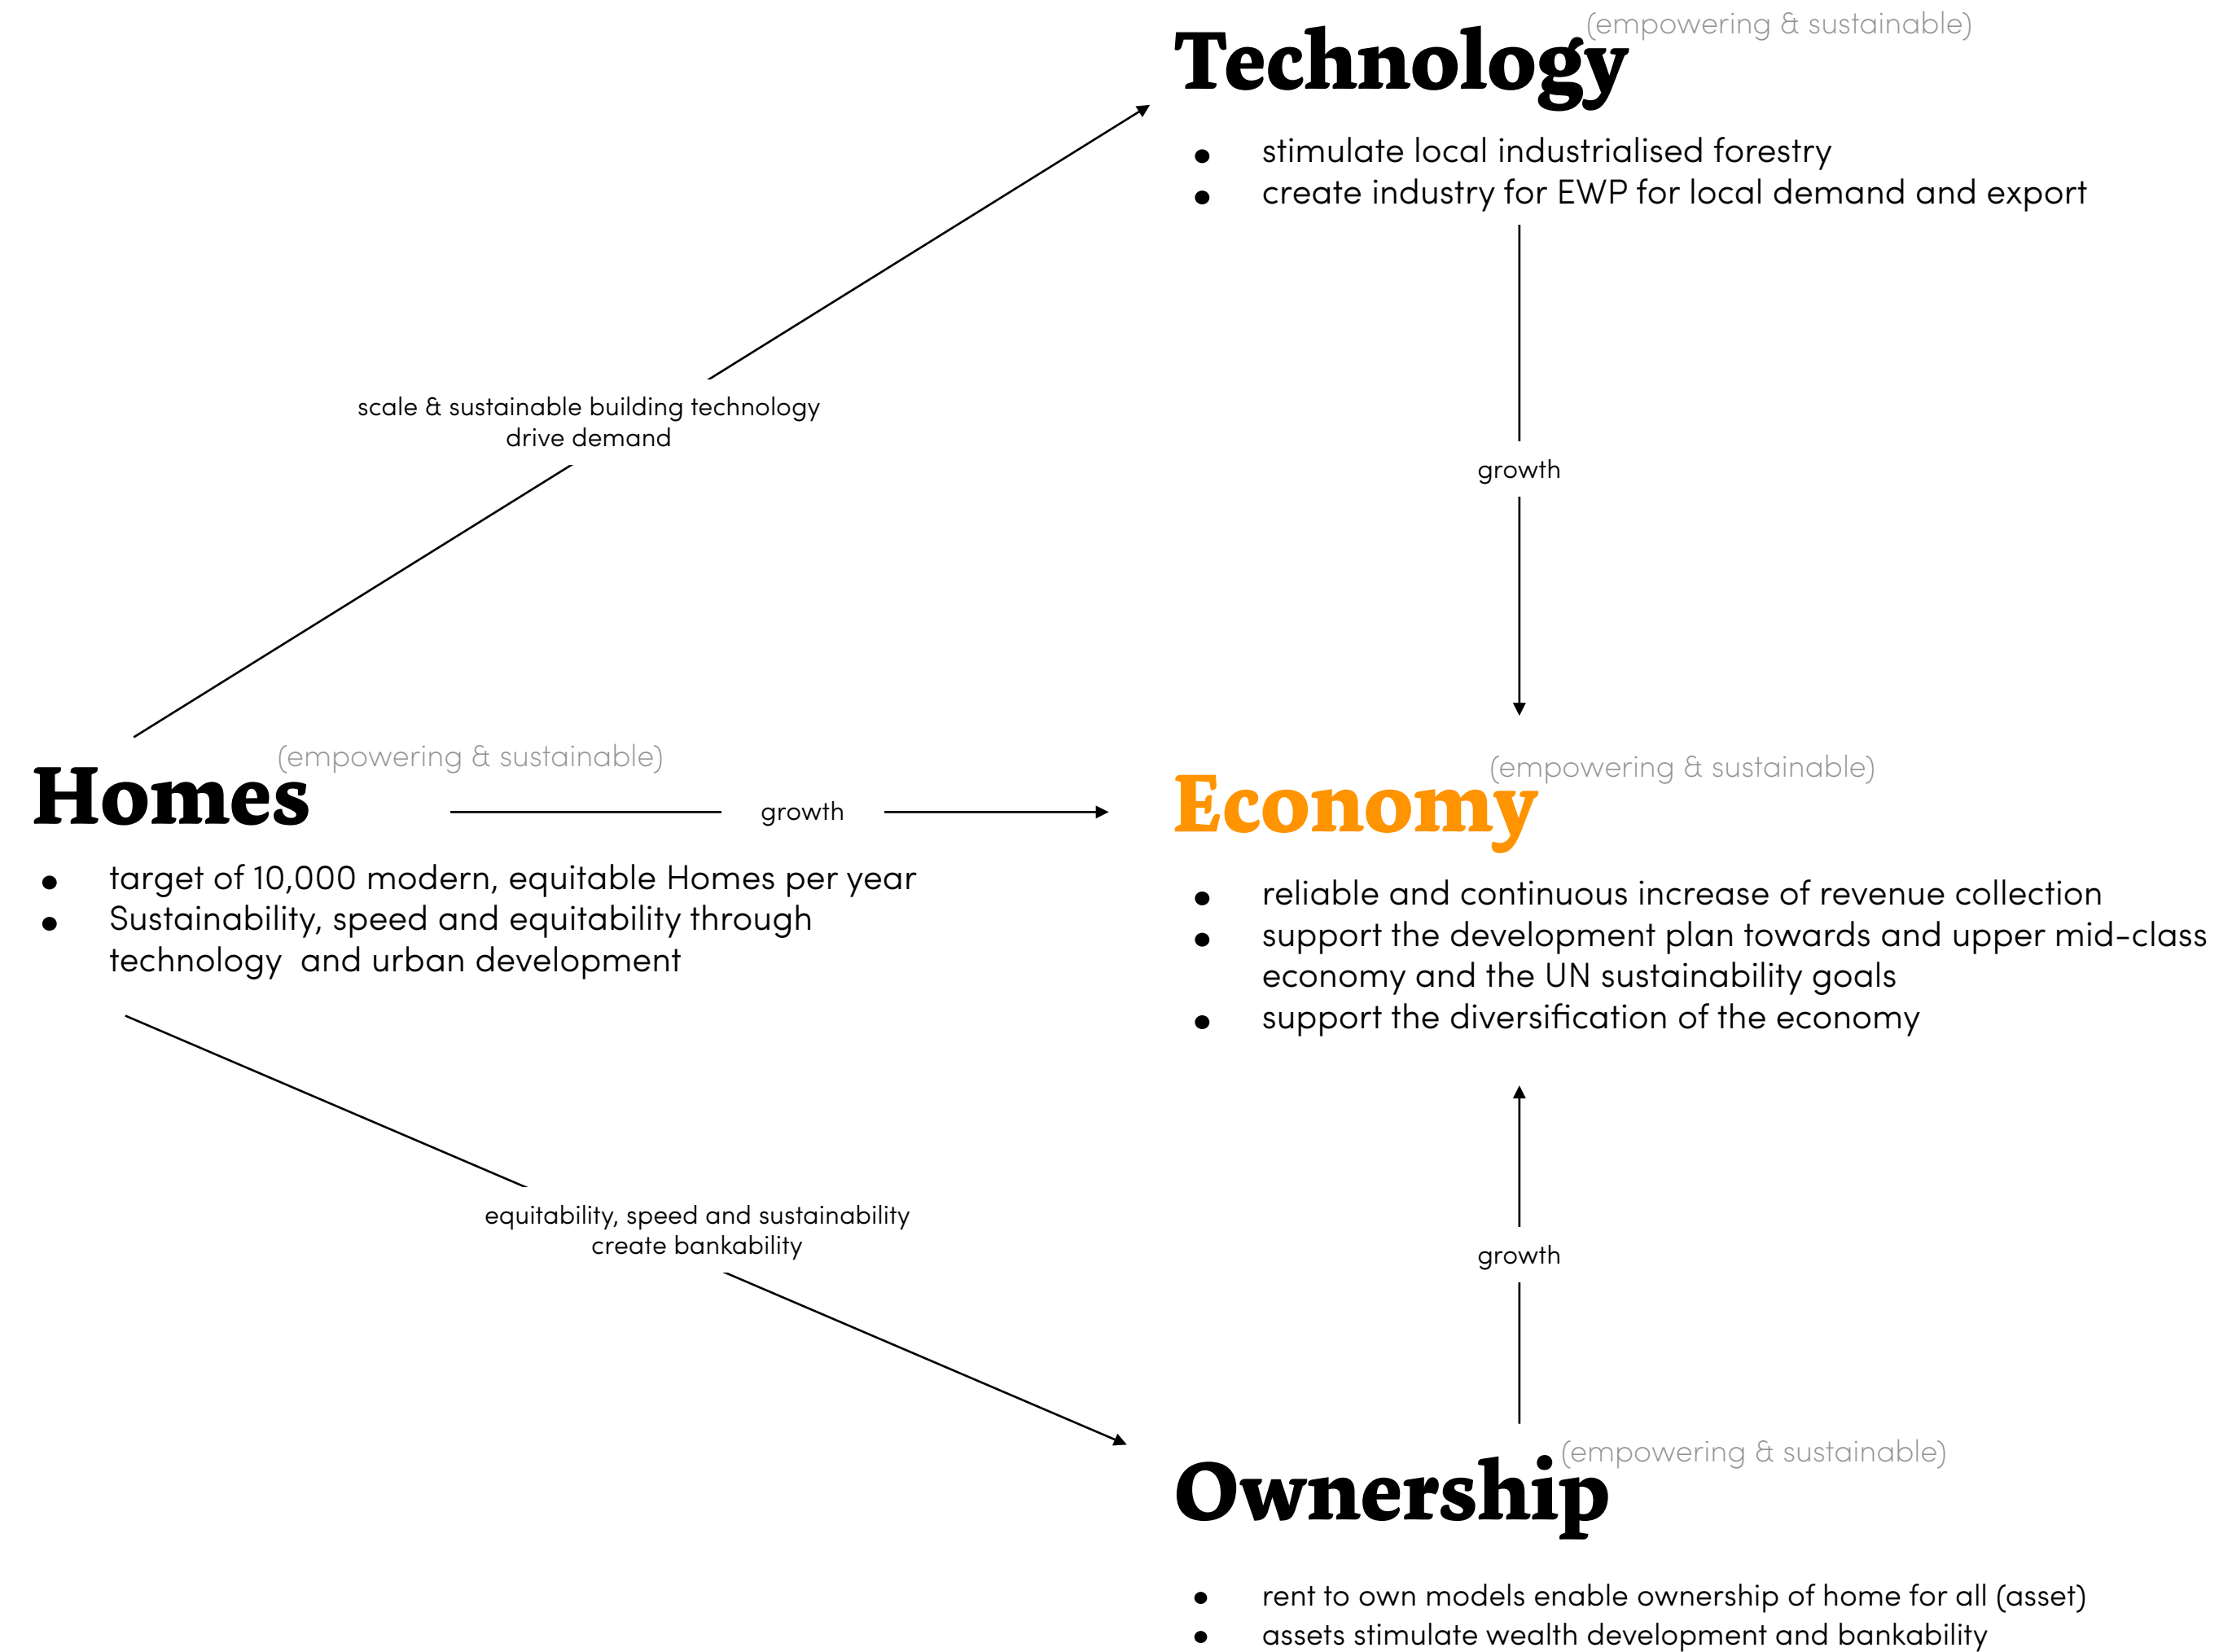 (empowering & sustainable)
Technology
• stimulate local industrialised forestry
• create industry for EWP for local demand and export
scale & sustainable building technology
drive demand
growth
(empowering & sustainable)
Homes
growth
(empowering & sustainable)
Economy
• target of 10,000 modern, equitable Homes per year
• Sustainability, speed and equitability through
technology  and urban development
• reliable and continuous increase of revenue collection
• support the development plan towards and upper mid-class
economy and the UN sustainability goals
• support the diversification of the economy
equitability, speed and sustainability
create bankability
growth
(empowering & sustainable)
Ownership
• rent to own models enable ownership of home for all (asset)
• assets stimulate wealth development and bankability